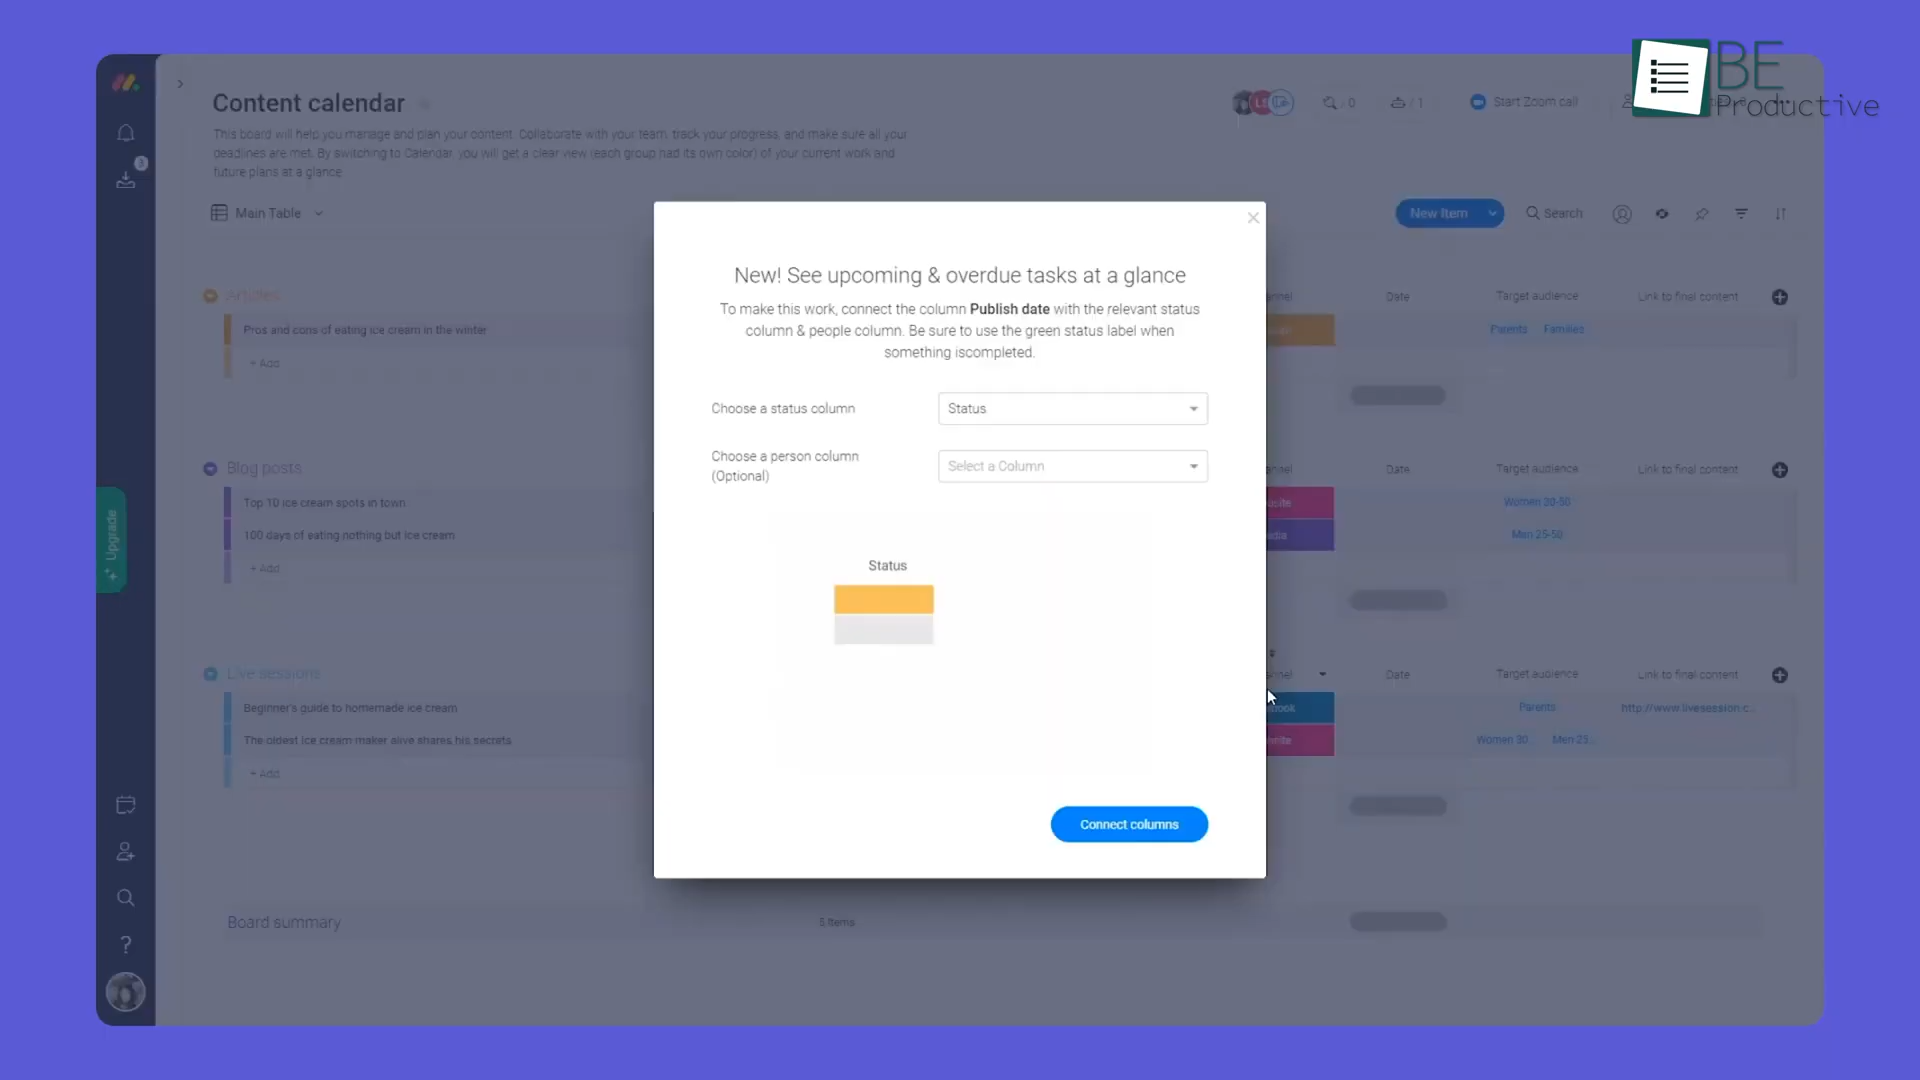 BE
Productive
Content calendar
This board will help you manage and plan your content. Collaborate with your team, track your progress, and make sure all your
deadlines are met. By switching to Calendar, you will get a clear view (each group had its own color) of your current work and
future plans at a glance
/ 0
/ 1
Start Zoom call
Main Table
New Item
Search
New! See upcoming & overdue tasks at a glance
To make this work, connect the column Publish date with the relevant status
column & people column. Be sure to use the green status label when
something iscompleted.
Choose a status column
Status
Choose a person column
(Optional)
Select a Column
Status
Connect columns
Articles
Date
Target audience
Link to final content
Pros and cons of eating ice cream in the winter
Parents
Families
+ Add
Blog posts
Date
Target audience
Link to final content
Top 10 ice cream spots in town
Women 20-50
100 days of eating nothing but ice cream
Men 25-50
+ Add
Upgrade
Live sessions
Date
Target audience
Link to final content
Beginner's guide to homemade ice cream
Parents
http://www.livesession.c...
The oldest ice cream maker alive shares his secrets
Women 30
Men 25...
+ Add
Board summary
5 Items